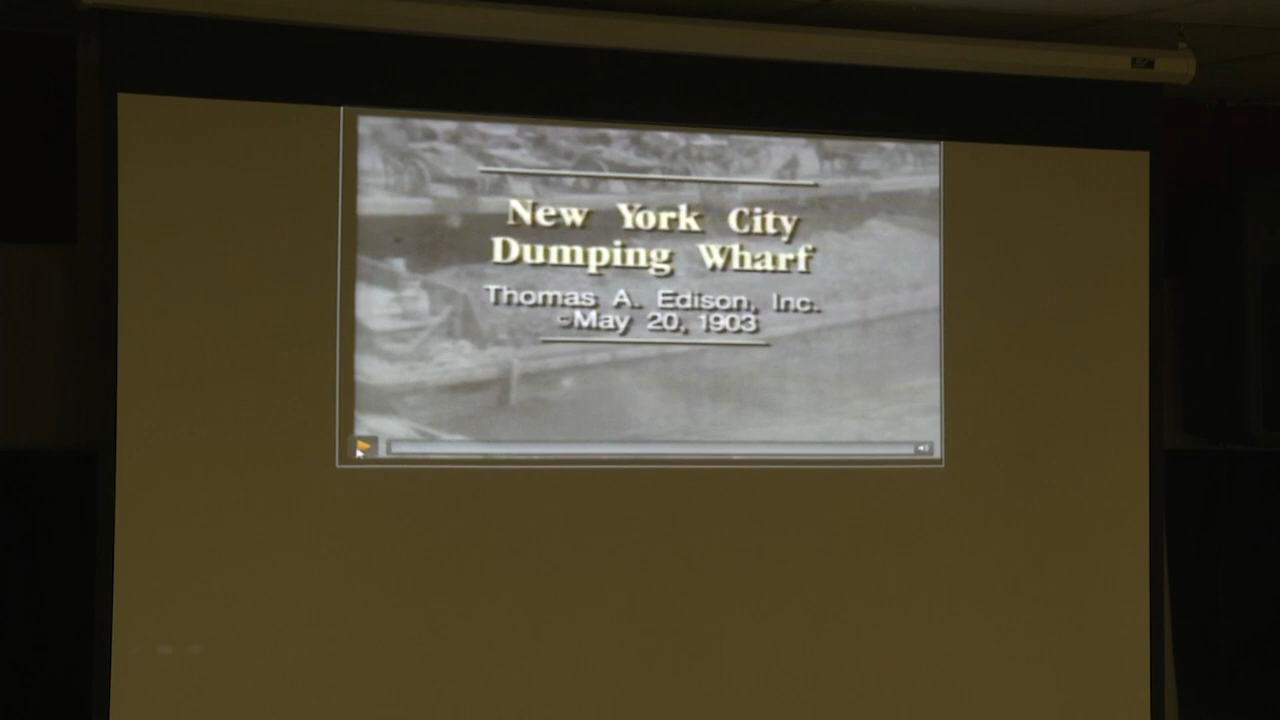 New York City
Dumping Wharf
Thomas A. Edison, Inc.
©May 20, 1903